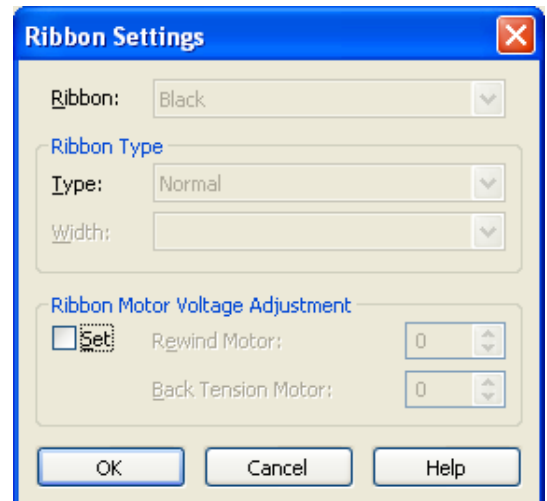 Ribbon Settings
Ribbon: Black
Ribbon Type
Type: Normal
Width:
Ribbon Motor Voltage Adjustment
Set Rewind Motor: 0
Back Tension Motor: 0
OK Cancel Help